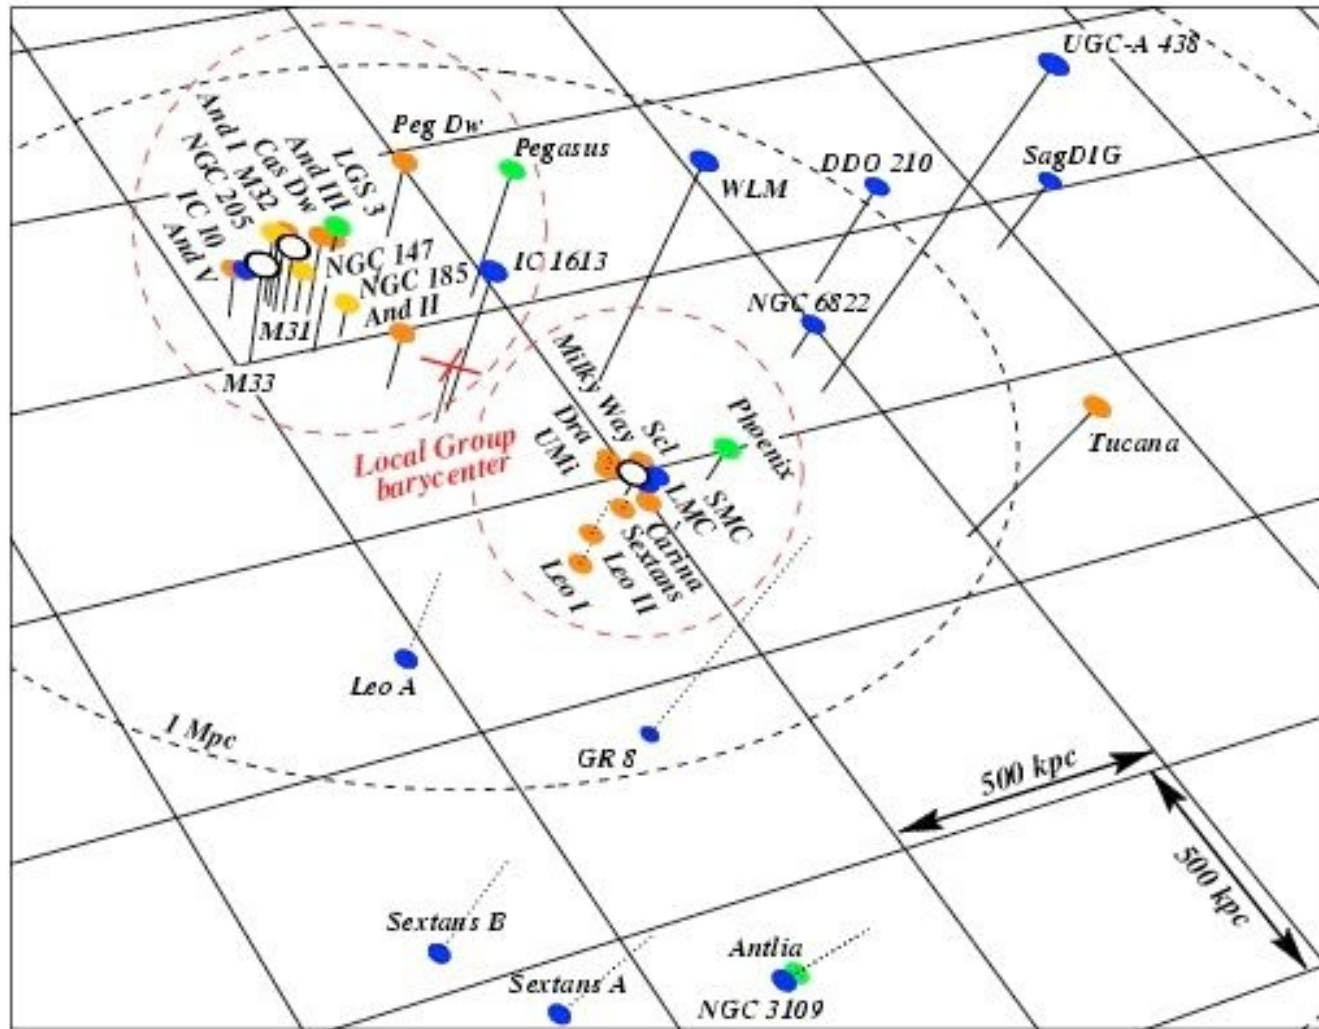 UGC-A 438
Peg Dw
Pegasus
WLM
DDO 210
SagDIG
And I
NGC 205
M32
Cas Dw
And III
LGS 3
IC 10
And V
NGC 147
NGC 185
And II
IC 1613
NGC 6822
M31
M33
Milky Way
Scl
Phoenix
Dra
UMi
Local Group
barycenter
Tucana
LMC
SMC
Carina
Sextans
Leo II
Leo I
Leo A
1 Mpc
GR 8
500 kpc
500 kpc
Sextans B
Sextans A
Antlia
NGC 3109